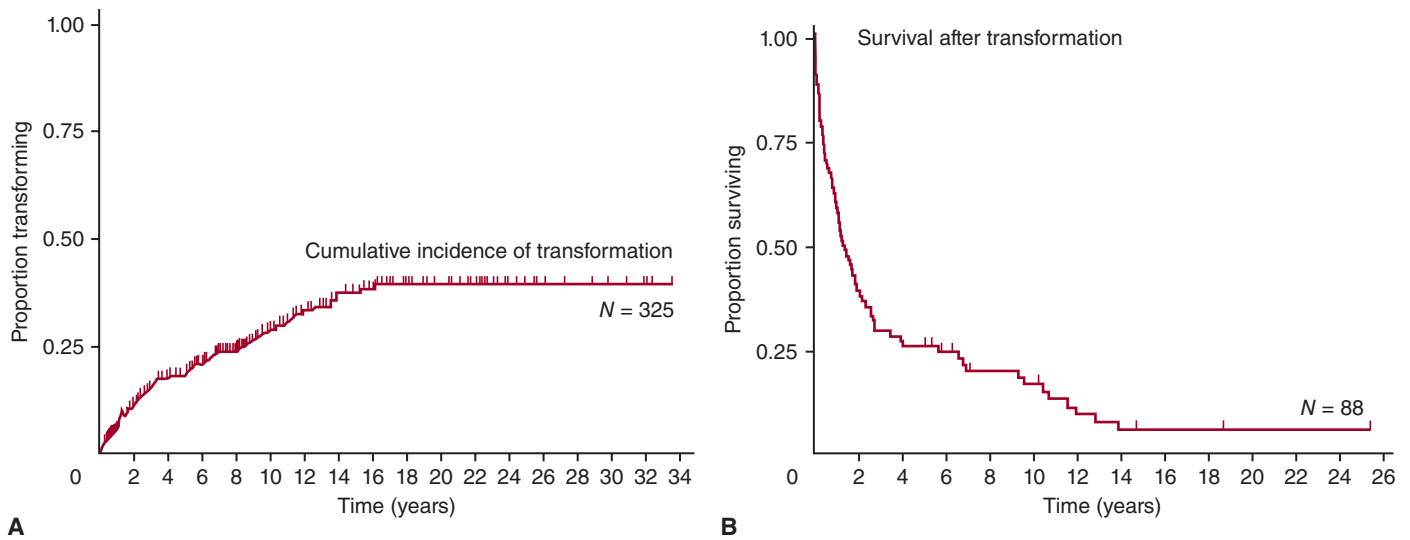 1.00
0.75
0.50
0.25
Proportion transforming
Cumulative incidence of transformation
N = 325
0 2 4 6 8 10 12 14 16 18 20 22 24 26 28 30 32 34
Time (years)
A
Survival after transformation
1.00
0.75
0.50
0.25
Proportion surviving
N = 88
0 2 4 6 8 10 12 14 16 18 20 22 24 26
Time (years)
B